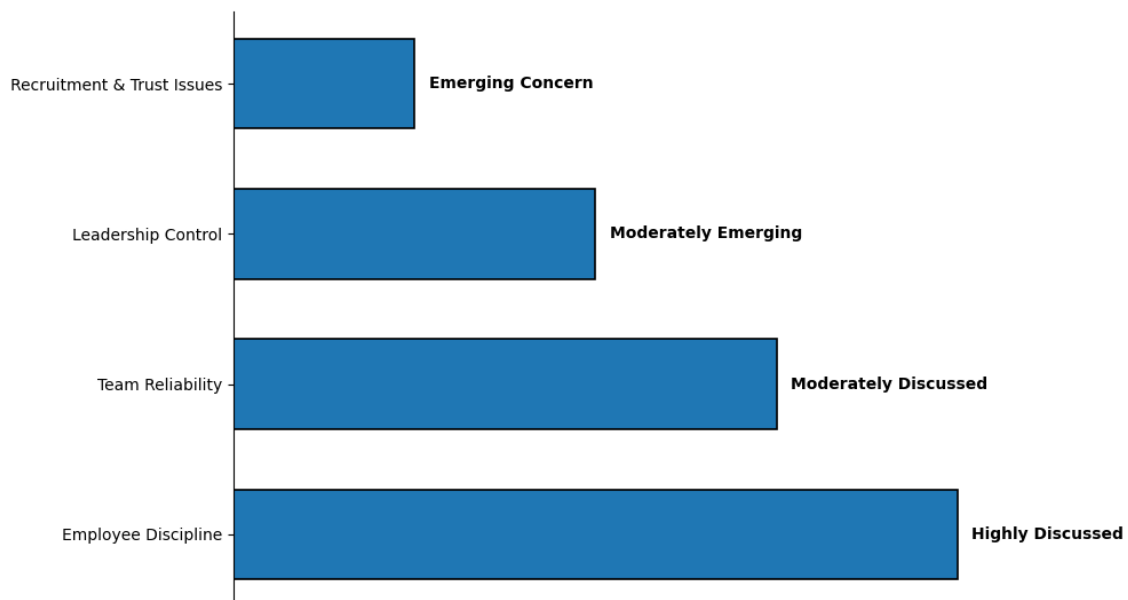 Recruitment & Trust Issues
Emerging Concern
Leadership Control
Moderately Emerging
Team Reliability
Moderately Discussed
Employee Discipline
Highly Discussed